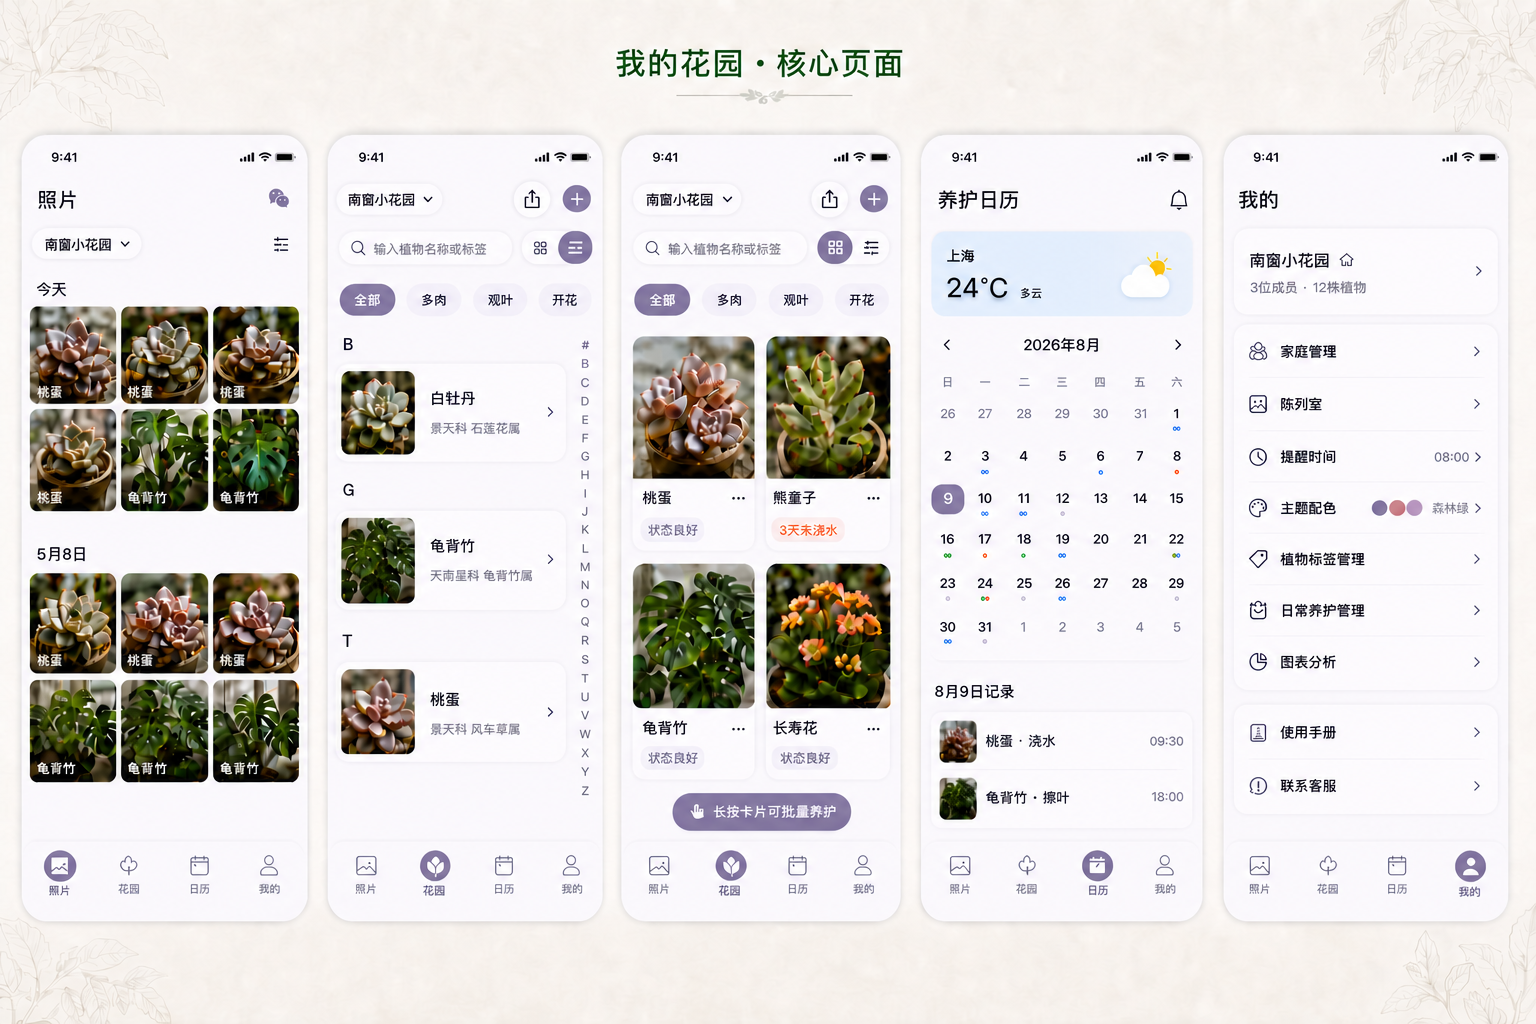 我的花园·核心页面
9:41
照片
南窗小花园
今天
桃蛋 桃蛋 桃蛋
桃蛋 龟背竹 龟背竹
5月8日
桃蛋 桃蛋 桃蛋
龟背竹 龟背竹 龟背竹
照片 花园 日历 我的
9:41
南窗小花园
输入植物名称或标签
全部 多肉 观叶 开花
B
白牡丹
景天科 石莲花属
G
龟背竹
天南星科 龟背竹属
T
桃蛋
景天科 风车草属
#
B
C
D
E
F
G
H
I
J
K
L
M
N
O
Q
R
S
T
U
V
W
X
Y
Z
照片 花园 日历 我的
9:41
南窗小花园
输入植物名称或标签
全部 多肉 观叶 开花
桃蛋 熊童子
状态良好 3天未浇水
龟背竹 长寿花
状态良好 状态良好
长按卡片可批量养护
照片 花园 日历 我的
9:41
养护日历
上海
24°C 多云
2026年8月
日 一 二 三 四 五 六
26 27 28 29 30 31 1
2 3 4 5 6 7 8
9 10 11 12 13 14 15
16 17 18 19 20 21 22
23 24 25 26 27 28 29
30 31 1 2 3 4 5
8月9日记录
桃蛋 · 浇水 09:30
龟背竹 · 擦叶 18:00
照片 花园 日历 我的
9:41
我的
南窗小花园
3位成员 · 12株植物
家庭管理
陈列室
提醒时间 08:00
主题配色 森林绿
植物标签管理
日常养护管理
图表分析
使用手册
联系客服
照片 花园 日历 我的